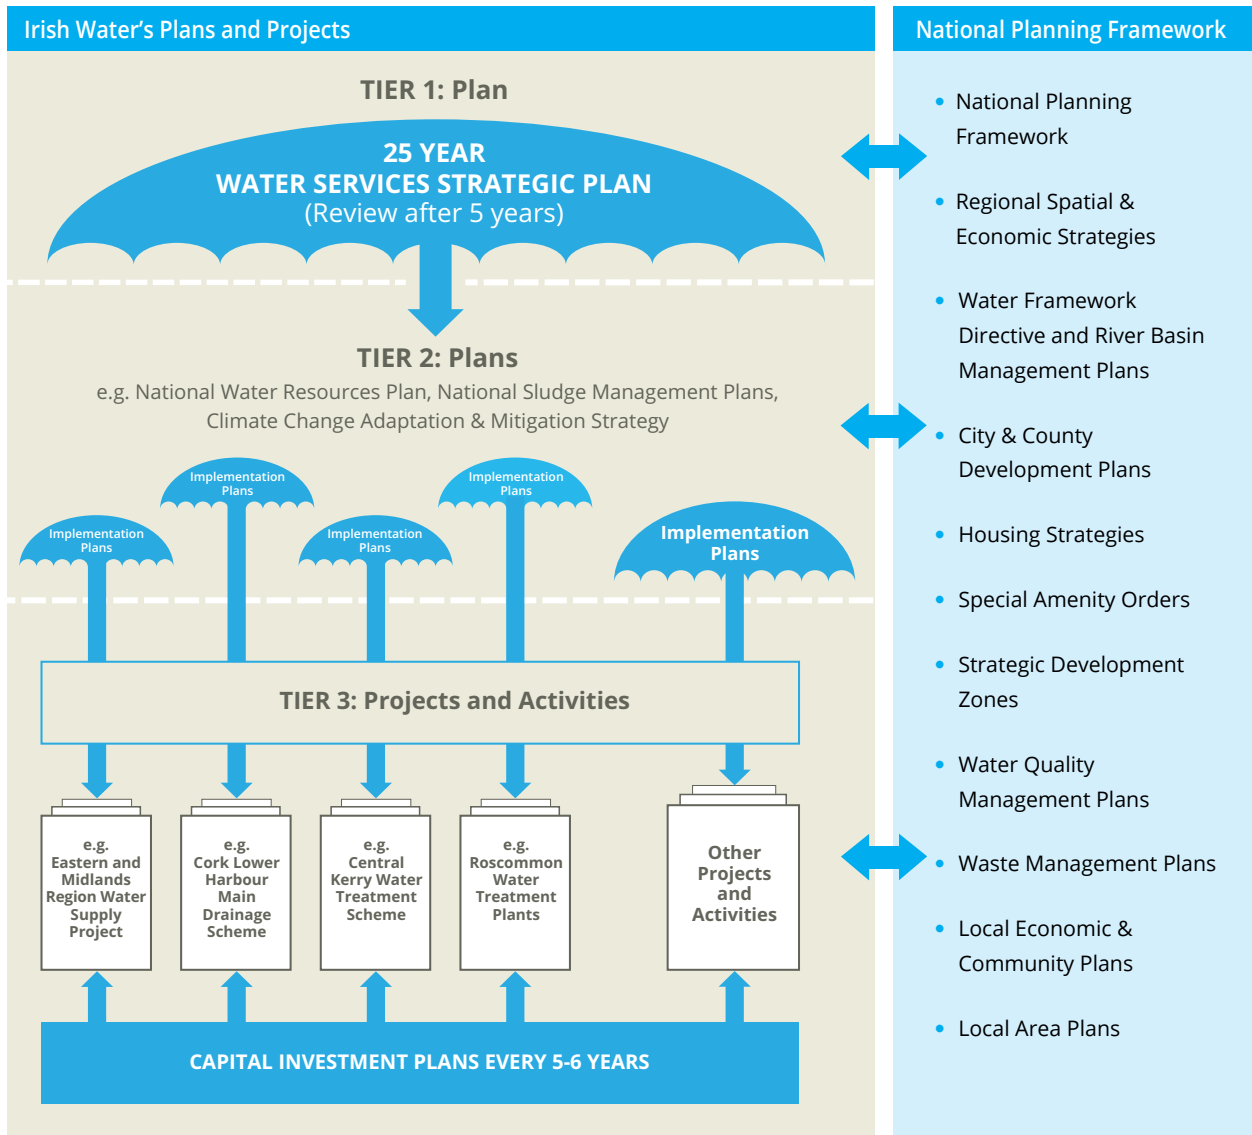 Irish Water’s Plans and Projects
TIER 1: Plan
25 YEAR
WATER SERVICES STRATEGIC PLAN
(Review after 5 years)
TIER 2: Plans
e.g. National Water Resources Plan, National Sludge Management Plans,
Climate Change Adaptation & Mitigation Strategy
Implementation
Plans
Implementation
Plans
Implementation
Plans
Implementation
Plans
Implementation
Plans
TIER 3: Projects and Activities
e.g.
Eastern and
Midlands
Region Water
Supply
Project
e.g.
Cork Lower
Harbour
Main
Drainage
Scheme
e.g.
Central
Kerry Water
Treatment
Scheme
e.g.
Roscommon
Water
Treatment
Plants
Other
Projects
and
Activities
CAPITAL INVESTMENT PLANS EVERY 5-6 YEARS
National Planning Framework
• National Planning
Framework
• Regional Spatial &
Economic Strategies
• Water Framework
Directive and River Basin
Management Plans
• City & County
Development Plans
• Housing Strategies
• Special Amenity Orders
• Strategic Development
Zones
• Water Quality
Management Plans
• Waste Management Plans
• Local Economic &
Community Plans
• Local Area Plans